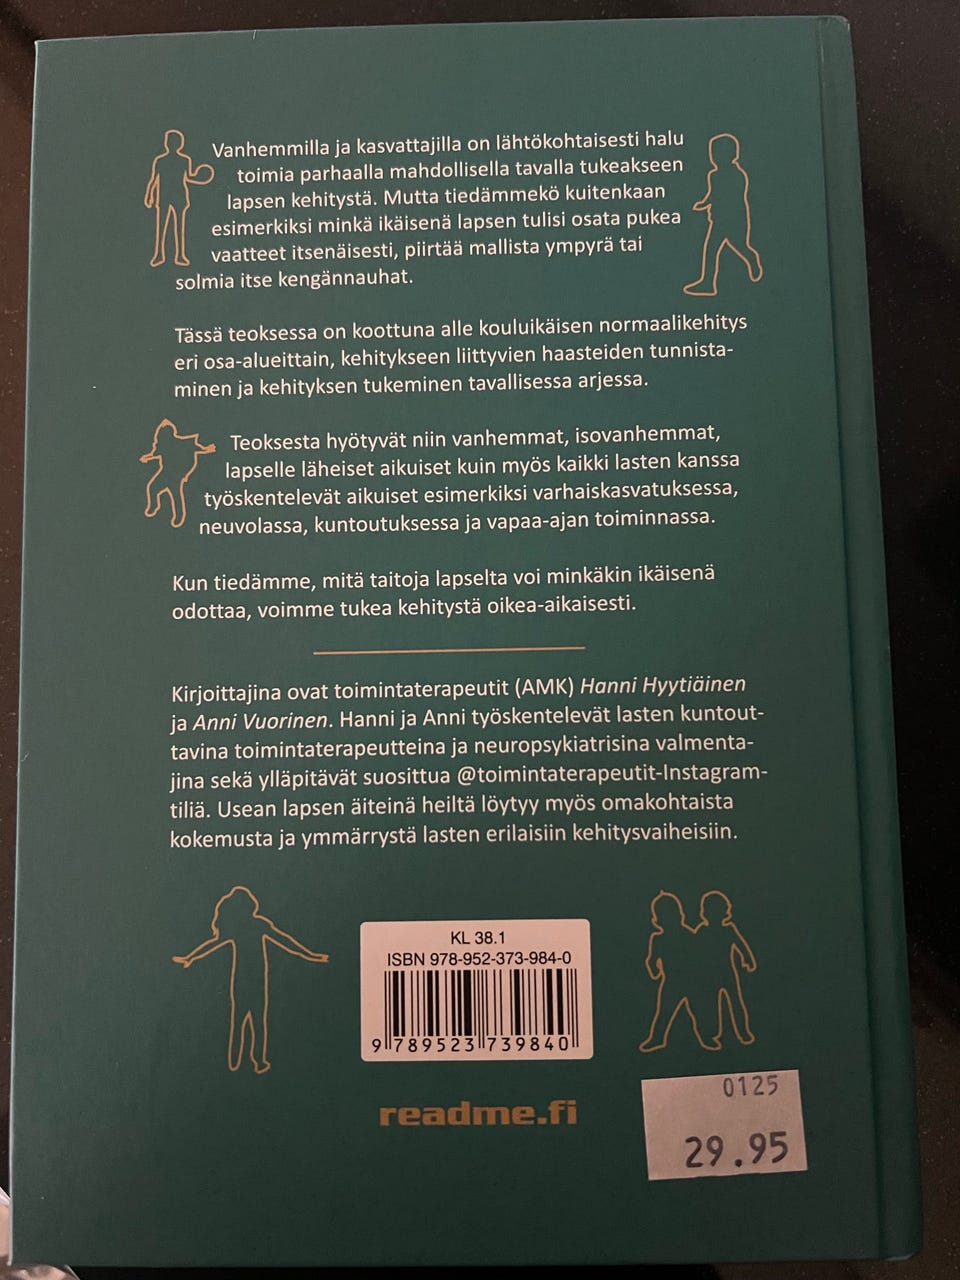 Vanhemmilla ja kasvattajilla on lähtökohtaisesti halu
toimia parhaalla mahdollisella tavalla tukeakseen
lapsen kehitystä. Mutta tiedämmekö kuitenkaan
esimerkiksi minkä ikäisenä lapsen tulisi osata pukea
vaatteet itsenäisesti, piirtää mallista ympyrä tai
solmia itse kengännauhat.
Tässä teoksessa on koottuna alle kouluikäisen normaalikehitys
eri osa-alueittain, kehitykseen liittyvien haasteiden tunnista-
minen ja kehityksen tukeminen tavallisessa arjessa.
Teoksesta hyötyvät niin vanhemmat, isovanhemmat,
lapselle läheiset aikuiset kuin myös kaikki lasten kanssa
työskentelevät aikuiset esimerkiksi varhaiskasvatuksessa,
neuvolassa, kuntoutuksessa ja vapaa-ajan toiminnassa.
Kun tiedämme, mitä taitoja lapselta voi minkäkin ikäisenä
odottaa, voimme tukea kehitystä oikea-aikaisesti.
Kirjoittajina ovat toimintaterapeutit (AMK) Hanni Hyytiäinen
ja Anni Vuorinen. Hanni ja Anni työskentelevät lasten kuntout-
tavina toimintaterapeutteina ja neuropsykiatrisina valmenta-
jina sekä ylläpitävät suosittua @toimintaterapeutit-Instagram-
tiliä. Usean lapsen äiteinä heiltä löytyy myös omakohtaista
kokemusta ja ymmärrystä lasten erilaisiin kehitysvaiheisiin.
KL 38.1
ISBN 978-952-373-984-0
9 789523 739840
readme.fi
0125
29.95